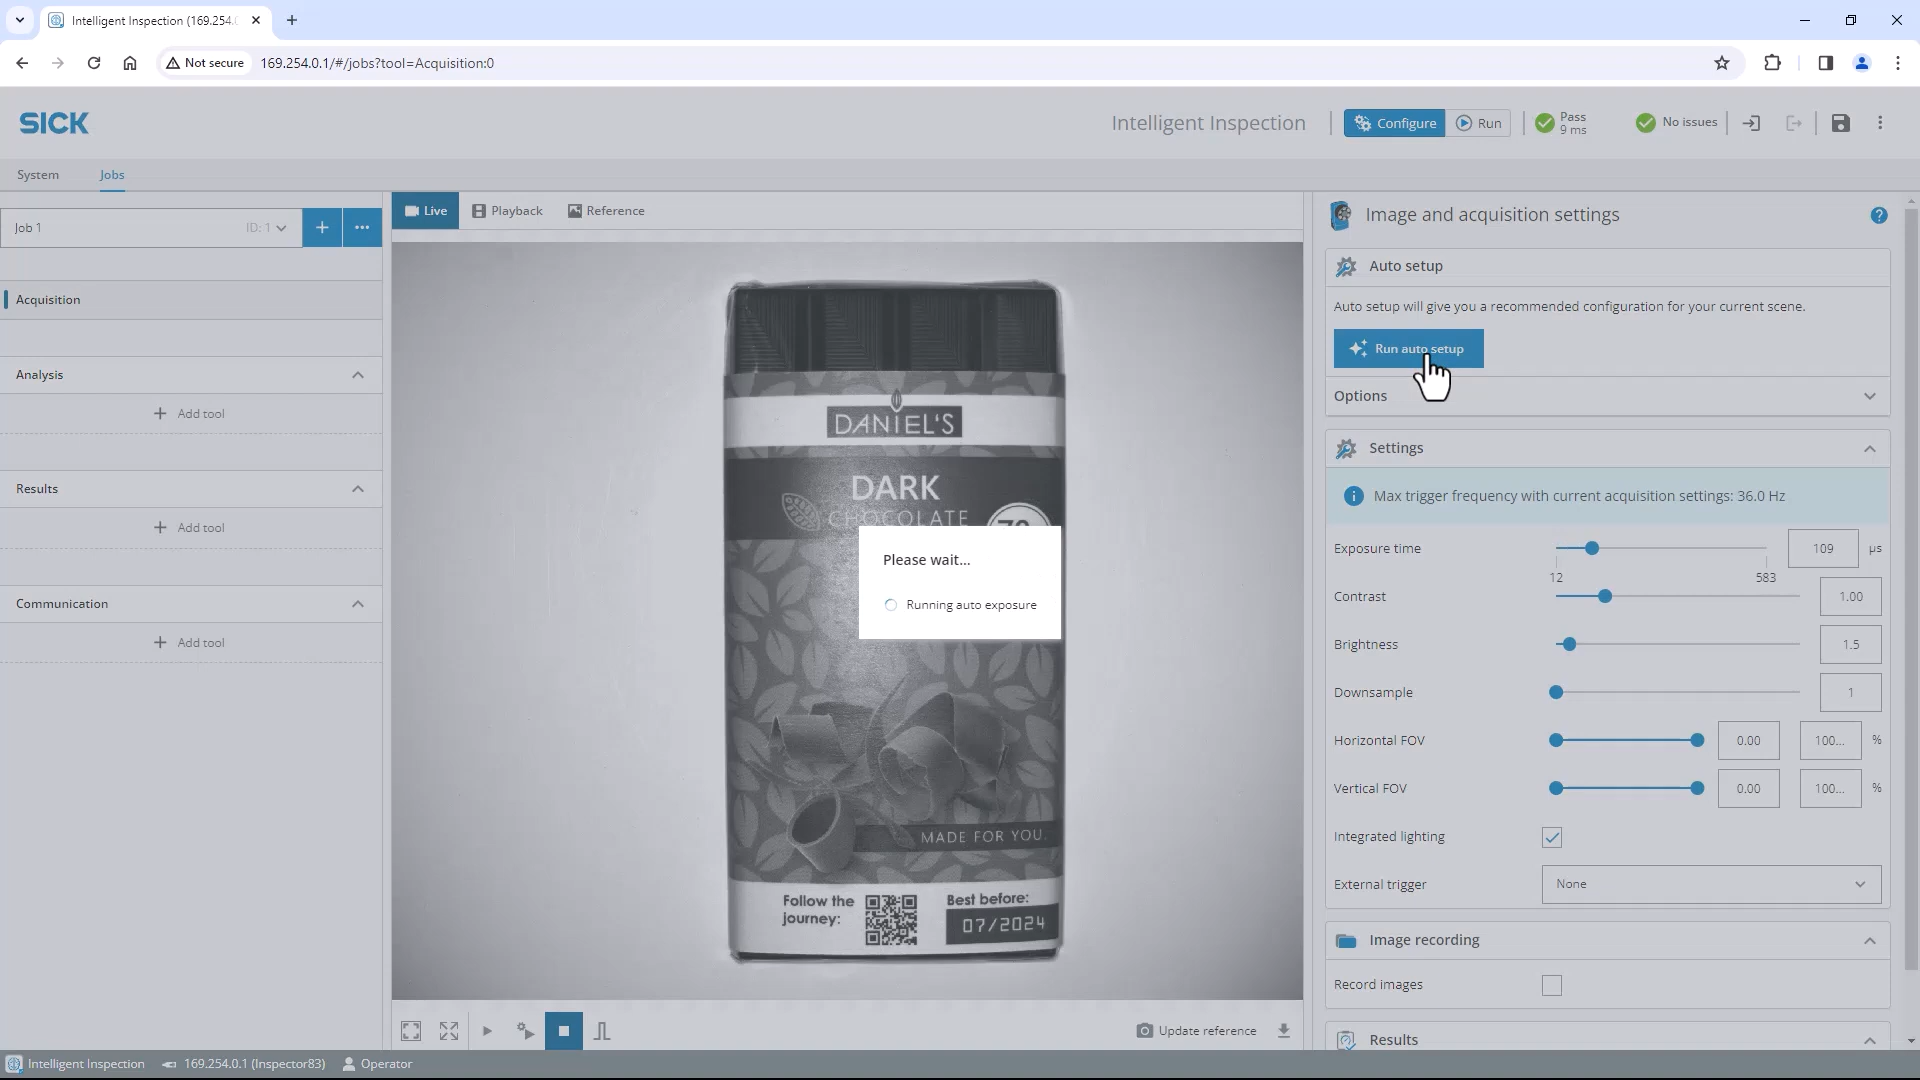 Intelligent Inspection (169.254.
Not secure
169.254.0.1/#/jobs?tool=Acquisition:0
SICK
Intelligent Inspection
Configure
Run
Pass
9 ms
No issues
System
Jobs
Job 1
ID: 1
Acquisition
Analysis
Add tool
Results
Add tool
Communication
Add tool
Live
Playback
Reference
DANIEL'S
DARK
CHOCOLATE
Please wait...
Running auto exposure
MADE FOR YOU.
Follow the
journey:
Best before:
07/2024
Update reference
Image and acquisition settings
Auto setup
Auto setup will give you a recommended configuration for your current scene.
Run auto setup
Options
Settings
Max trigger frequency with current acquisition settings: 36.0 Hz
Exposure time
109 µs
12
583
Contrast
1.00
Brightness
1.5
Downsample
1
Horizontal FOV
0.00
100... %
Vertical FOV
0.00
100... %
Integrated lighting
External trigger
None
Image recording
Record images
Results
Intelligent Inspection
169.254.0.1 (Inspector83)
Operator